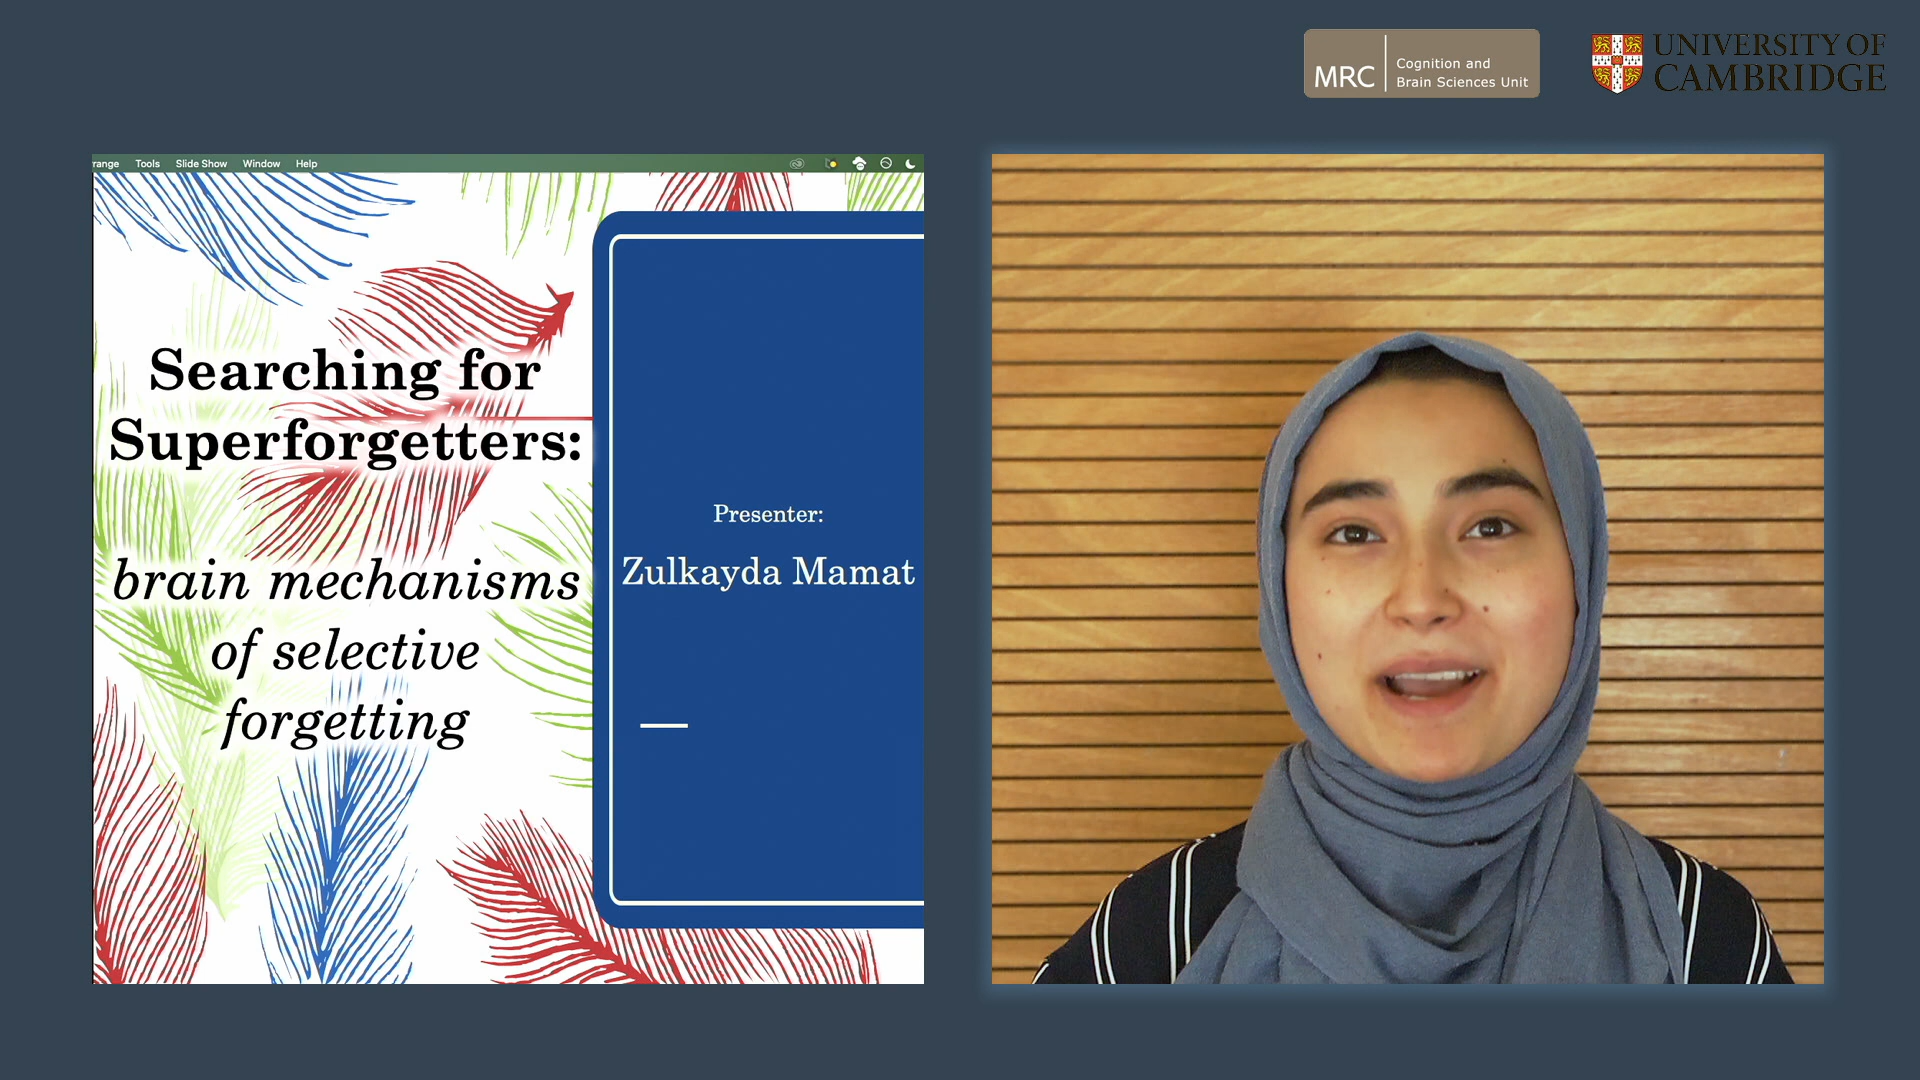 MRC
Cognition and
Brain Sciences Unit
UNIVERSITY OF
CAMBRIDGE
range Tools Slide Show Window Help
Searching for
Superforgetters:
brain mechanisms
of selective
forgetting
Presenter:
Zulkayda Mamat